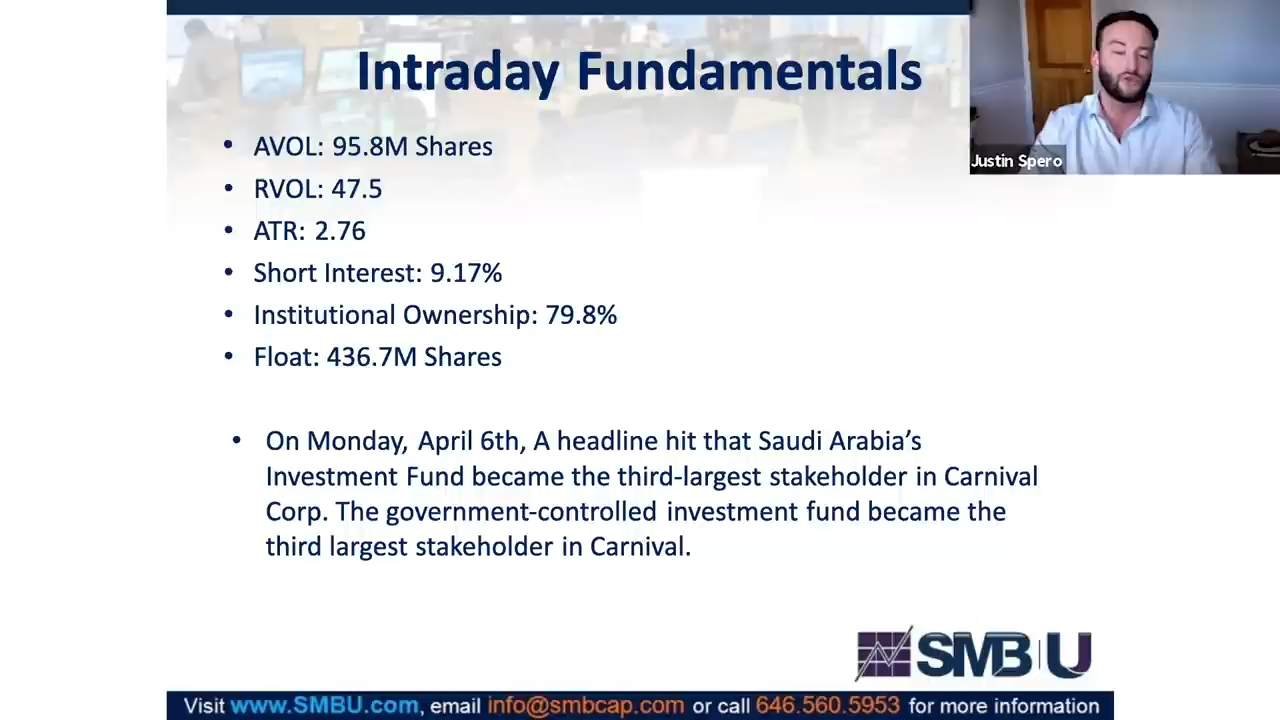 Intraday Fundamentals
• AVOL: 95.8M Shares
• RVOL: 47.5
• ATR: 2.76
• Short Interest: 9.17%
• Institutional Ownership: 79.8%
• Float: 436.7M Shares
• On Monday, April 6th, A headline hit that Saudi Arabia’s
Investment Fund became the third-largest stakeholder in Carnival
Corp. The government-controlled investment fund became the
third largest stakeholder in Carnival.
Justin Spero
SMB U
Visit www.SMBU.com, email info@smbcap.com or call 646.560.5953 for more information